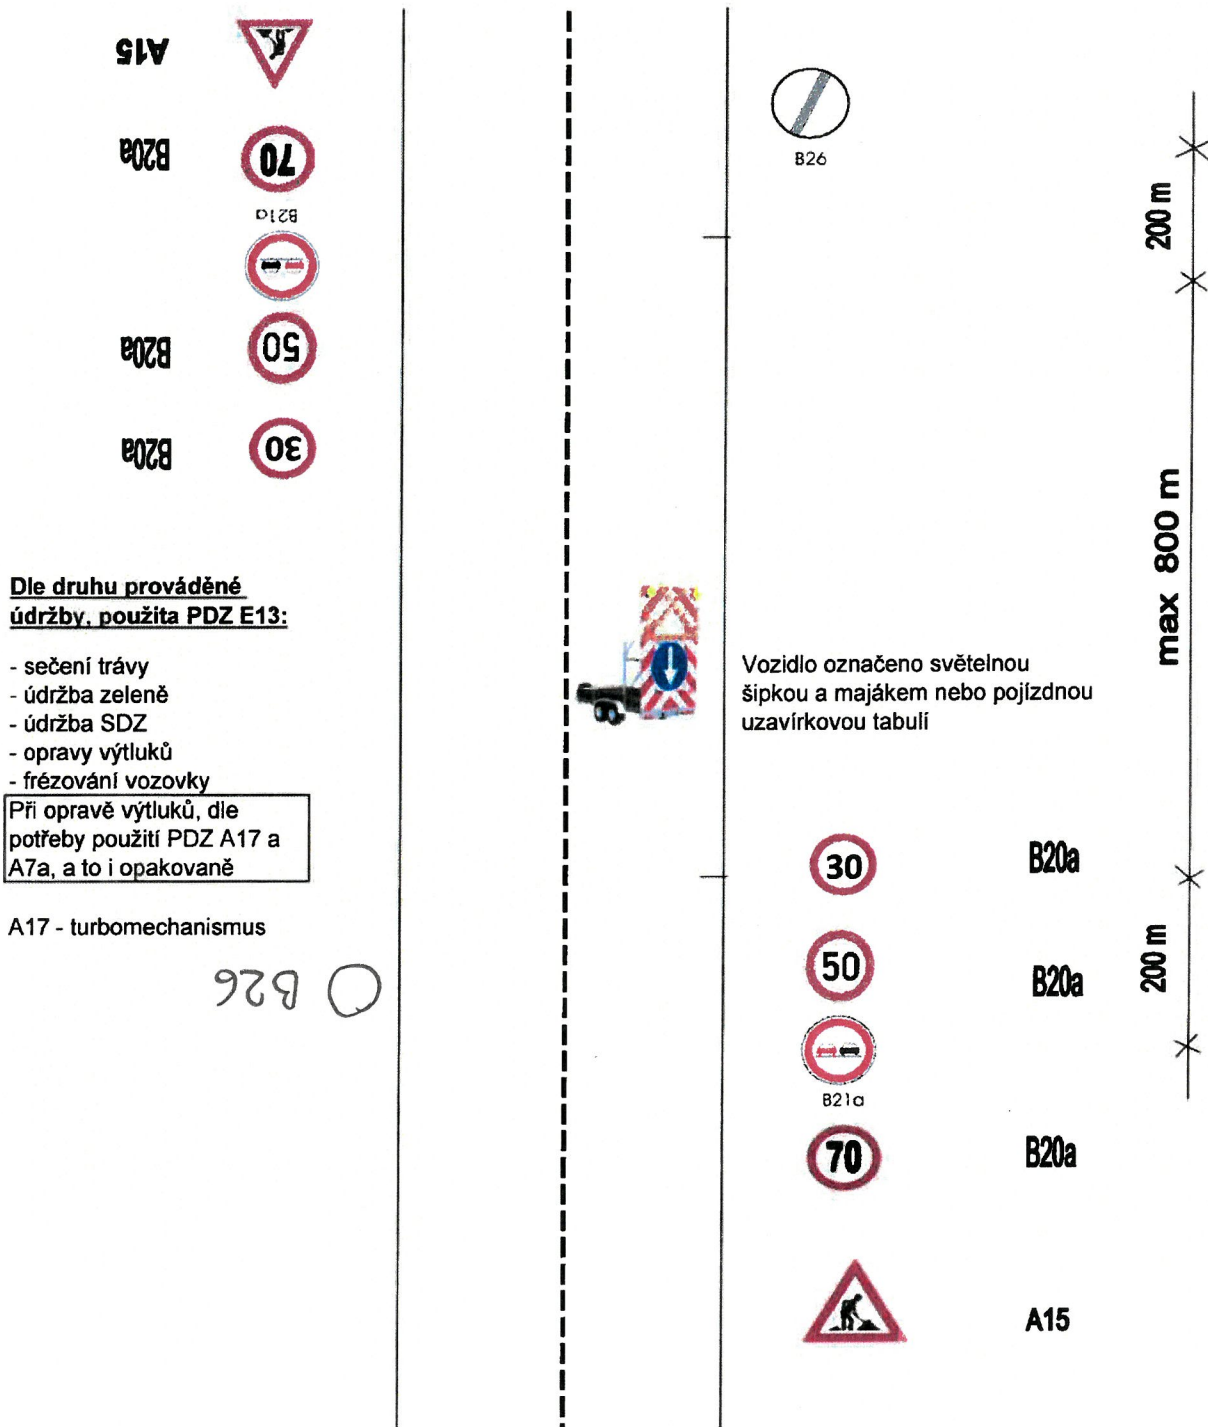 A15
B20a
70
B21a
B20a
50
B20a
30
B26
200 m
max 800 m
Dle druhu prováděné
údržby, použita PDZ E13:
- sečení trávy
- údržba zeleně
- údržba SDZ
- opravy výtluků
- frézování vozovky
Při opravě výtluků, dle
potřeby použití PDZ A17 a
A7a, a to i opakovaně
A17 - turbomechanismus
B26
Vozidlo označeno světelnou
šipkou a majákem nebo pojízdnou
uzavírkovou tabulí
30
B20a
200 m
50
B20a
B21a
70
B20a
A15